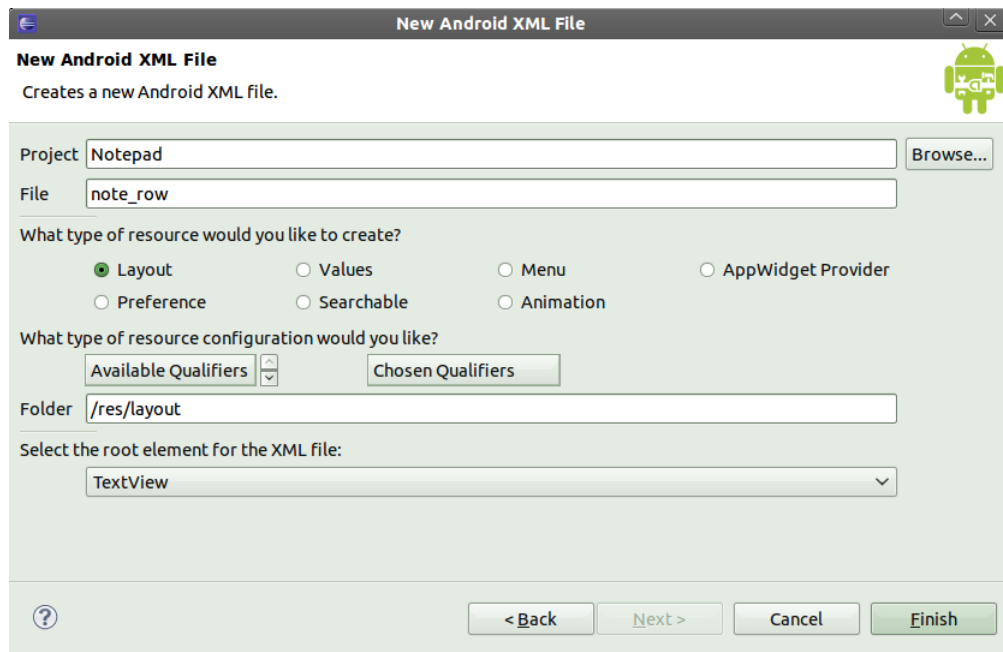 New Android XML File
New Android XML File
Creates a new Android XML file.
Project Notepad Browse...
File note_row
What type of resource would you like to create?
Layout Values Menu AppWidget Provider
Preference Searchable Animation
What type of resource configuration would you like?
Available Qualifiers Chosen Qualifiers
Folder /res/layout
Select the root element for the XML file:
TextView
? < Back Next > Cancel Finish